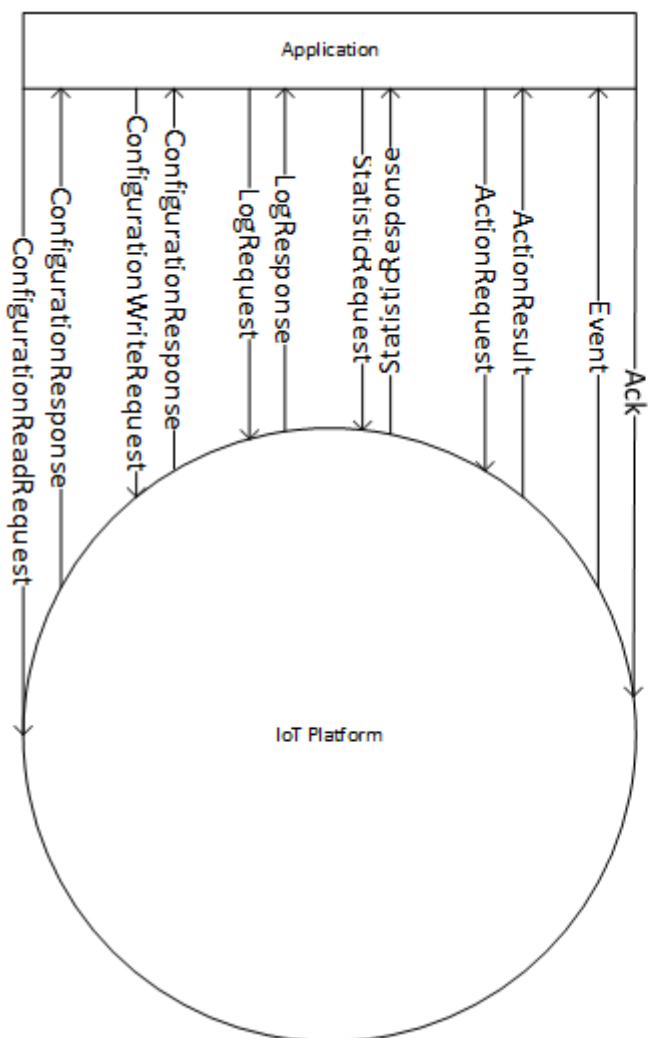 Application
ConfigurationReadRequest
ConfigurationResponse
ConfigurationWriteRequest
ConfigurationResponse
LogRequest
LogResponse
StatisticRequest
StatisticResponse
ActionRequest
ActionResult
Event
Ack
IoT Platform